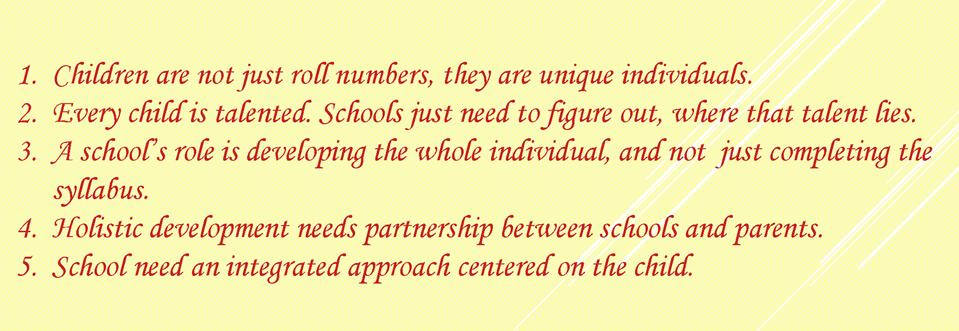 1. Children are not just roll numbers, they are unique individuals.
2. Every child is talented. Schools just need to figure out, where that talent lies.
3. A school's role is developing the whole individual, and not just completing the
syllabus.
4. Holistic development needs partnership between schools and parents.
5. School need an integrated approach centered on the child.